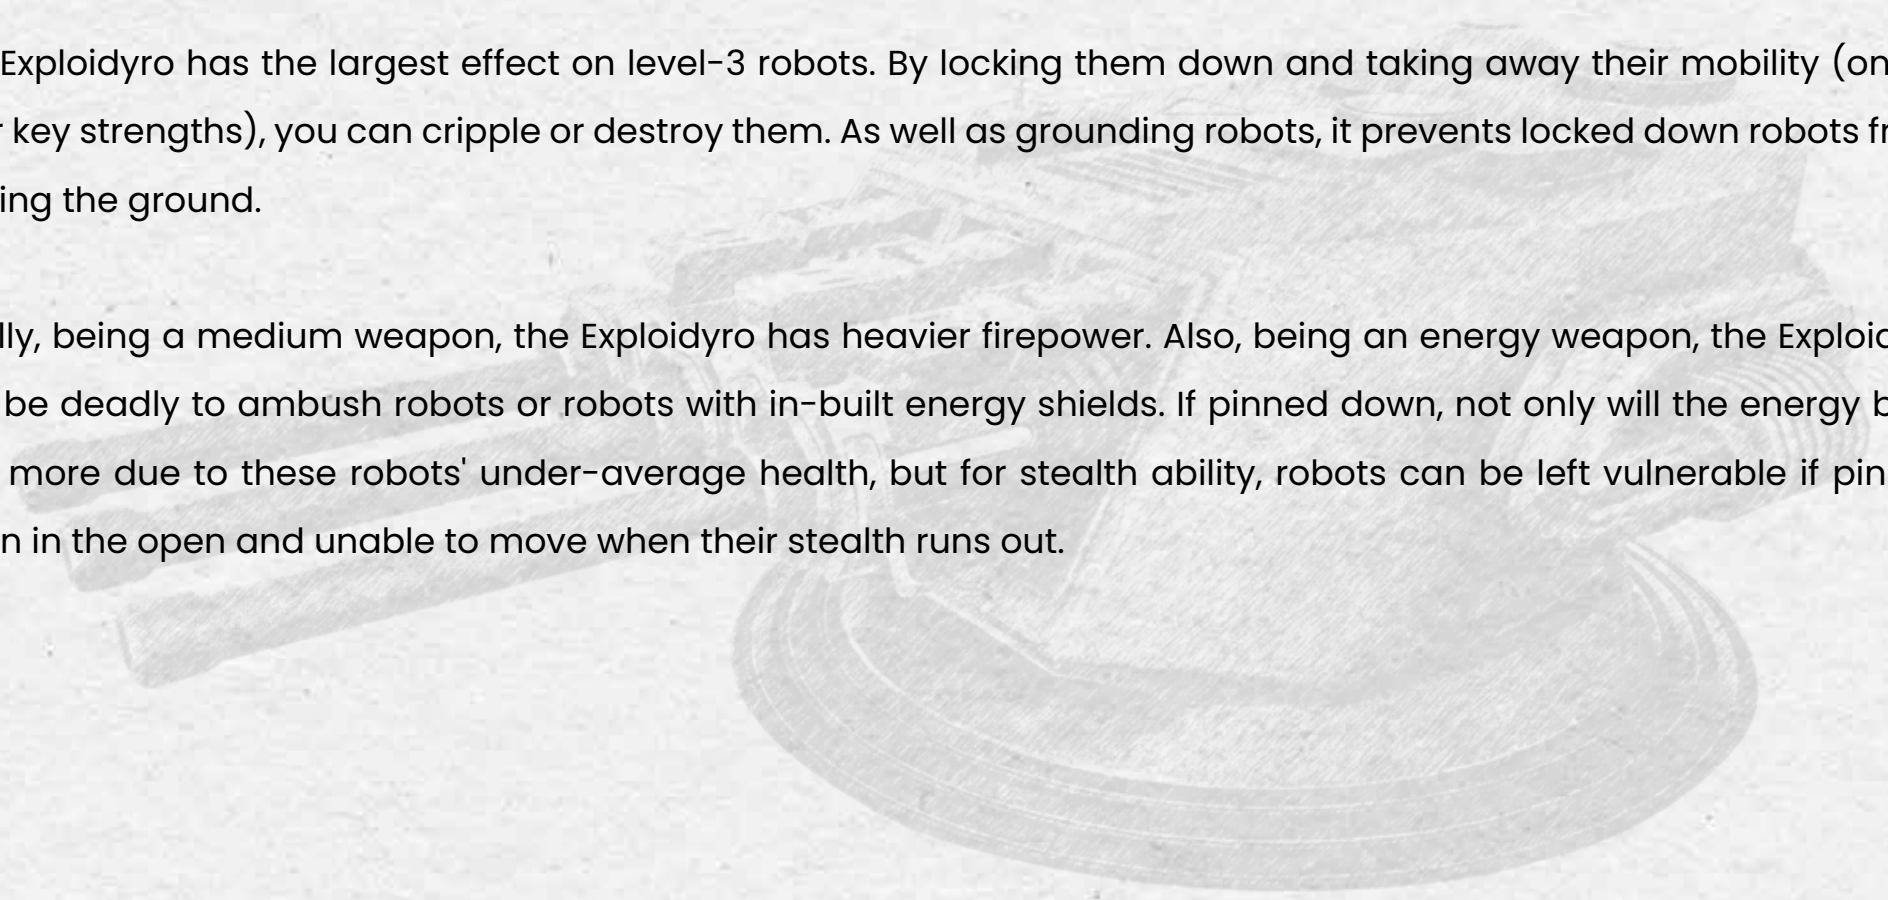 Exploidyro has the largest effect on level-3 robots. By locking them down and taking away their mobility (on
key strengths), you can cripple or destroy them. As well as grounding robots, it prevents locked down robots fr
ing the ground.
lly, being a medium weapon, the Exploidyro has heavier firepower. Also, being an energy weapon, the Exploid
be deadly to ambush robots or robots with in-built energy shields. If pinned down, not only will the energy b
more due to these robots' under-average health, but for stealth ability, robots can be left vulnerable if pin
n in the open and unable to move when their stealth runs out.